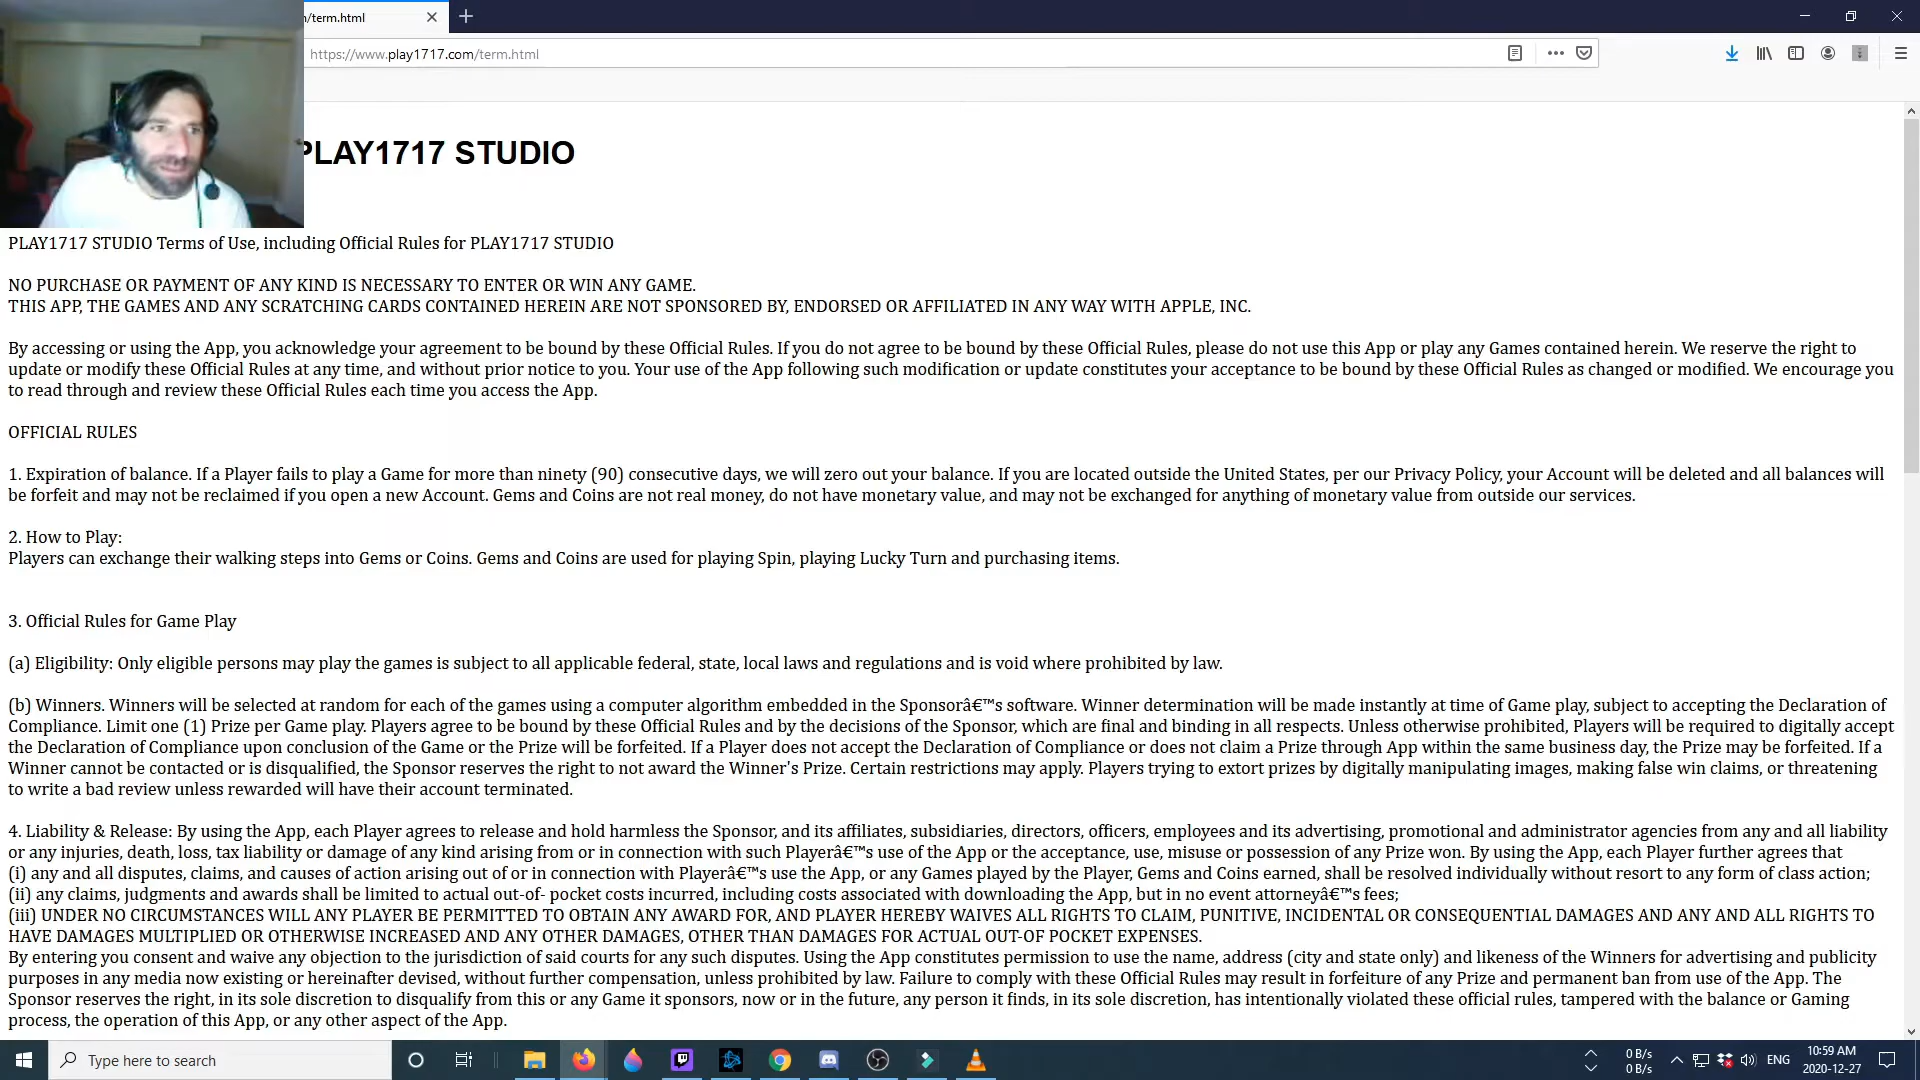 /term.html
https://www.play1717.com/term.html
PLAY1717 STUDIO
PLAY1717 STUDIO Terms of Use, including Official Rules for PLAY1717 STUDIO
NO PURCHASE OR PAYMENT OF ANY KIND IS NECESSARY TO ENTER OR WIN ANY GAME.
THIS APP, THE GAMES AND ANY SCRATCHING CARDS CONTAINED HEREIN ARE NOT SPONSORED BY, ENDORSED OR AFFILIATED IN ANY WAY WITH APPLE, INC.
By accessing or using the App, you acknowledge your agreement to be bound by these Official Rules. If you do not agree to be bound by these Official Rules, please do not use this App or play any Games contained herein. We reserve the right to
update or modify these Official Rules at any time, and without prior notice to you. Your use of the App following such modification or update constitutes your acceptance to be bound by these Official Rules as changed or modified. We encourage you
to read through and review these Official Rules each time you access the App.
OFFICIAL RULES
1. Expiration of balance. If a Player fails to play a Game for more than ninety (90) consecutive days, we will zero out your balance. If you are located outside the United States, per our Privacy Policy, your Account will be deleted and all balances will
be forfeit and may not be reclaimed if you open a new Account. Gems and Coins are not real money, do not have monetary value, and may not be exchanged for anything of monetary value from outside our services.
2. How to Play:
Players can exchange their walking steps into Gems or Coins. Gems and Coins are used for playing Spin, playing Lucky Turn and purchasing items.
3. Official Rules for Game Play
(a) Eligibility: Only eligible persons may play the games is subject to all applicable federal, state, local laws and regulations and is void where prohibited by law.
(b) Winners. Winners will be selected at random for each of the games using a computer algorithm embedded in the Sponsorâ€™s software. Winner determination will be made instantly at time of Game play, subject to accepting the Declaration of
Compliance. Limit one (1) Prize per Game play. Players agree to be bound by these Official Rules and by the decisions of the Sponsor, which are final and binding in all respects. Unless otherwise prohibited, Players will be required to digitally accept
the Declaration of Compliance upon conclusion of the Game or the Prize will be forfeited. If a Player does not accept the Declaration of Compliance or does not claim a Prize through App within the same business day, the Prize may be forfeited. If a
Winner cannot be contacted or is disqualified, the Sponsor reserves the right to not award the Winner's Prize. Certain restrictions may apply. Players trying to extort prizes by digitally manipulating images, making false win claims, or threatening
to write a bad review unless rewarded will have their account terminated.
4. Liability & Release: By using the App, each Player agrees to release and hold harmless the Sponsor, and its affiliates, subsidiaries, directors, officers, employees and its advertising, promotional and administrator agencies from any and all liability
or any injuries, death, loss, tax liability or damage of any kind arising from or in connection with such Playerâ€™s use of the App or the acceptance, use, misuse or possession of any Prize won. By using the App, each Player further agrees that
(i) any and all disputes, claims, and causes of action arising out of or in connection with Playerâ€™s use the App, or any Games played by the Player, Gems and Coins earned, shall be resolved individually without resort to any form of class action;
(ii) any claims, judgments and awards shall be limited to actual out-of- pocket costs incurred, including costs associated with downloading the App, but in no event attorneyâ€™s fees;
(iii) UNDER NO CIRCUMSTANCES WILL ANY PLAYER BE PERMITTED TO OBTAIN ANY AWARD FOR, AND PLAYER HEREBY WAIVES ALL RIGHTS TO CLAIM, PUNITIVE, INCIDENTAL OR CONSEQUENTIAL DAMAGES AND ANY AND ALL RIGHTS TO
HAVE DAMAGES MULTIPLIED OR OTHERWISE INCREASED AND ANY OTHER DAMAGES, OTHER THAN DAMAGES FOR ACTUAL OUT-OF POCKET EXPENSES.
By entering you consent and waive any objection to the jurisdiction of said courts for any such disputes. Using the App constitutes permission to use the name, address (city and state only) and likeness of the Winners for advertising and publicity
purposes in any media now existing or hereinafter devised, without further compensation, unless prohibited by law. Failure to comply with these Official Rules may result in forfeiture of any Prize and permanent ban from use of the App. The
Sponsor reserves the right, in its sole discretion to disqualify from this or any Game it sponsors, now or in the future, any person it finds, in its sole discretion, has intentionally violated these official rules, tampered with the balance or Gaming
process, the operation of this App, or any other aspect of the App.
Type here to search
0 B/s
0 B/s
ENG
10:59 AM
2020-12-27